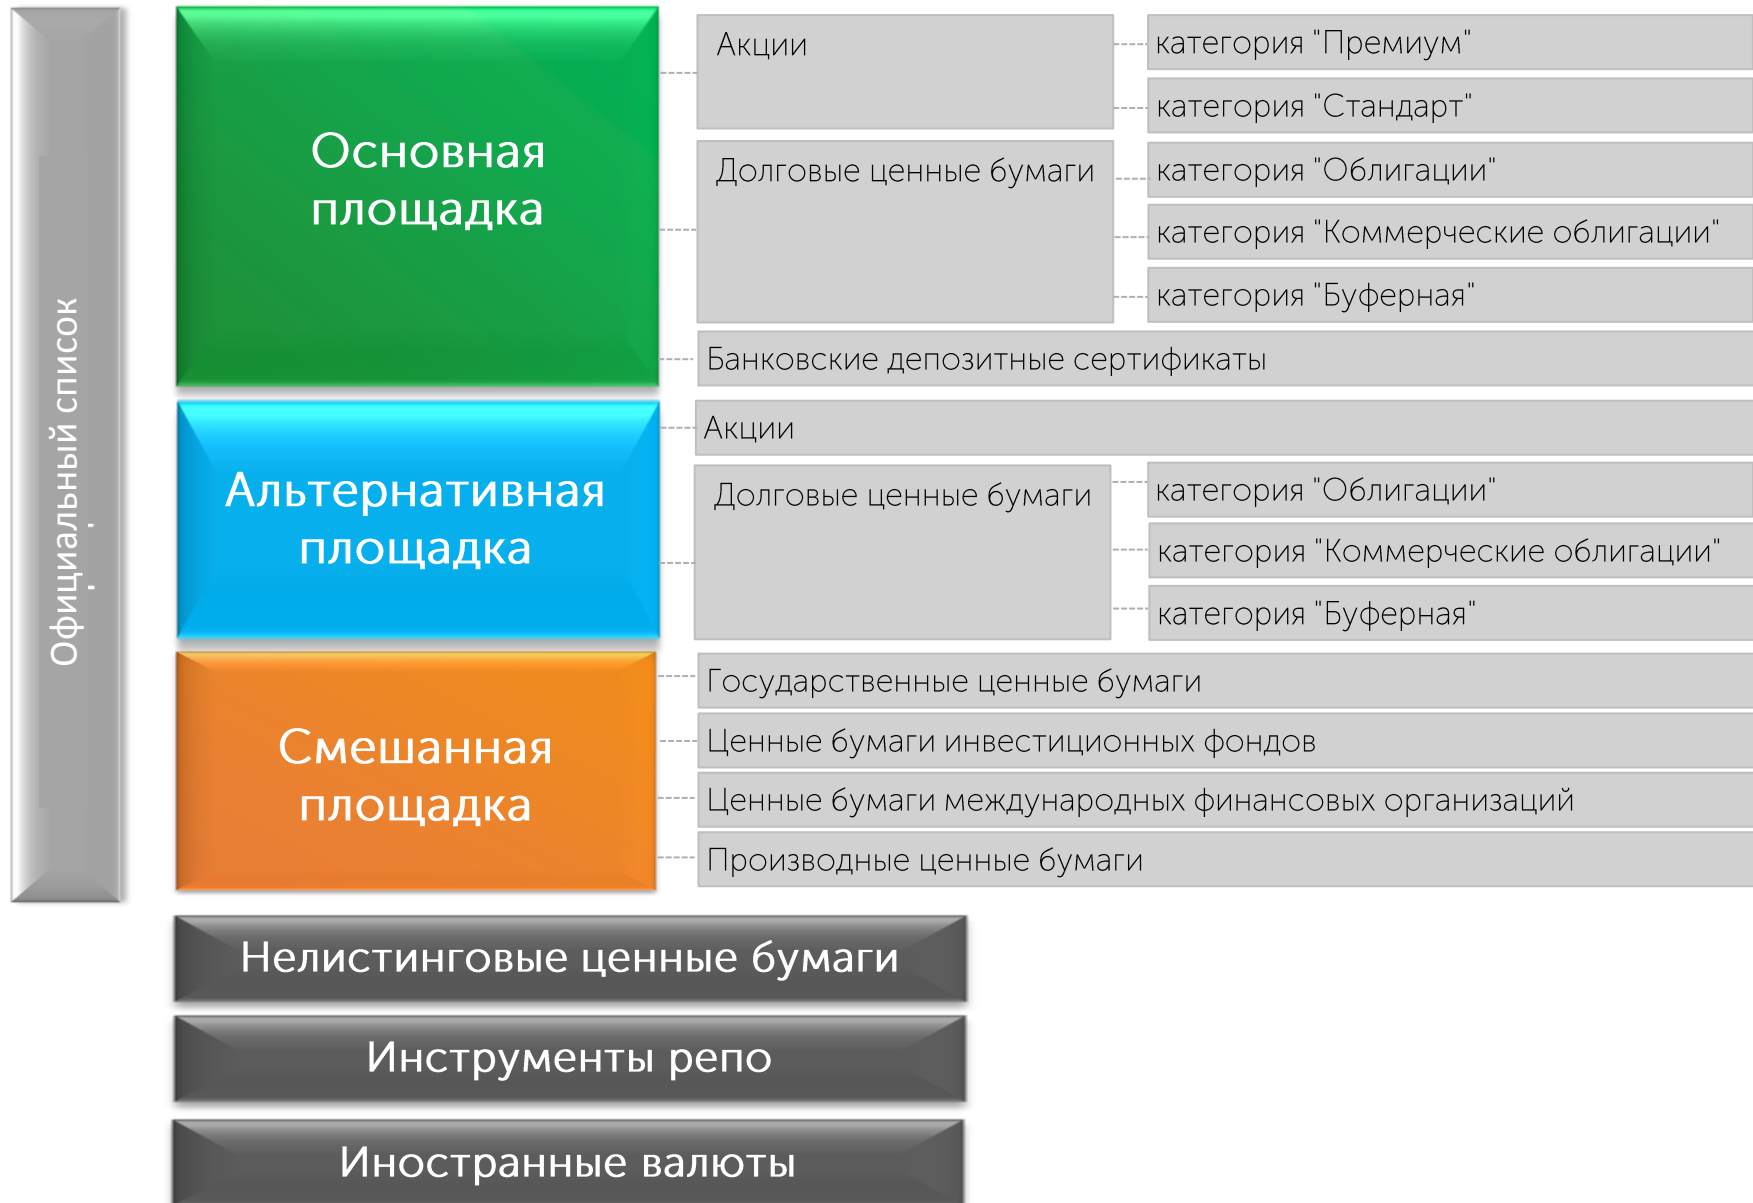 Официальный список
Основная
площадка
Акции
категория "Премиум"
категория "Стандарт"
Долговые ценные бумаги
категория "Облигации"
категория "Коммерческие облигации"
категория "Буферная"
Банковские депозитные сертификаты
Альтернативная
площадка
Акции
Долговые ценные бумаги
категория "Облигации"
категория "Коммерческие облигации"
категория "Буферная"
Смешанная
площадка
Государственные ценные бумаги
Ценные бумаги инвестиционных фондов
Ценные бумаги международных финансовых организаций
Производные ценные бумаги
Нелистинговые ценные бумаги
Инструменты репо
Иностранные валюты